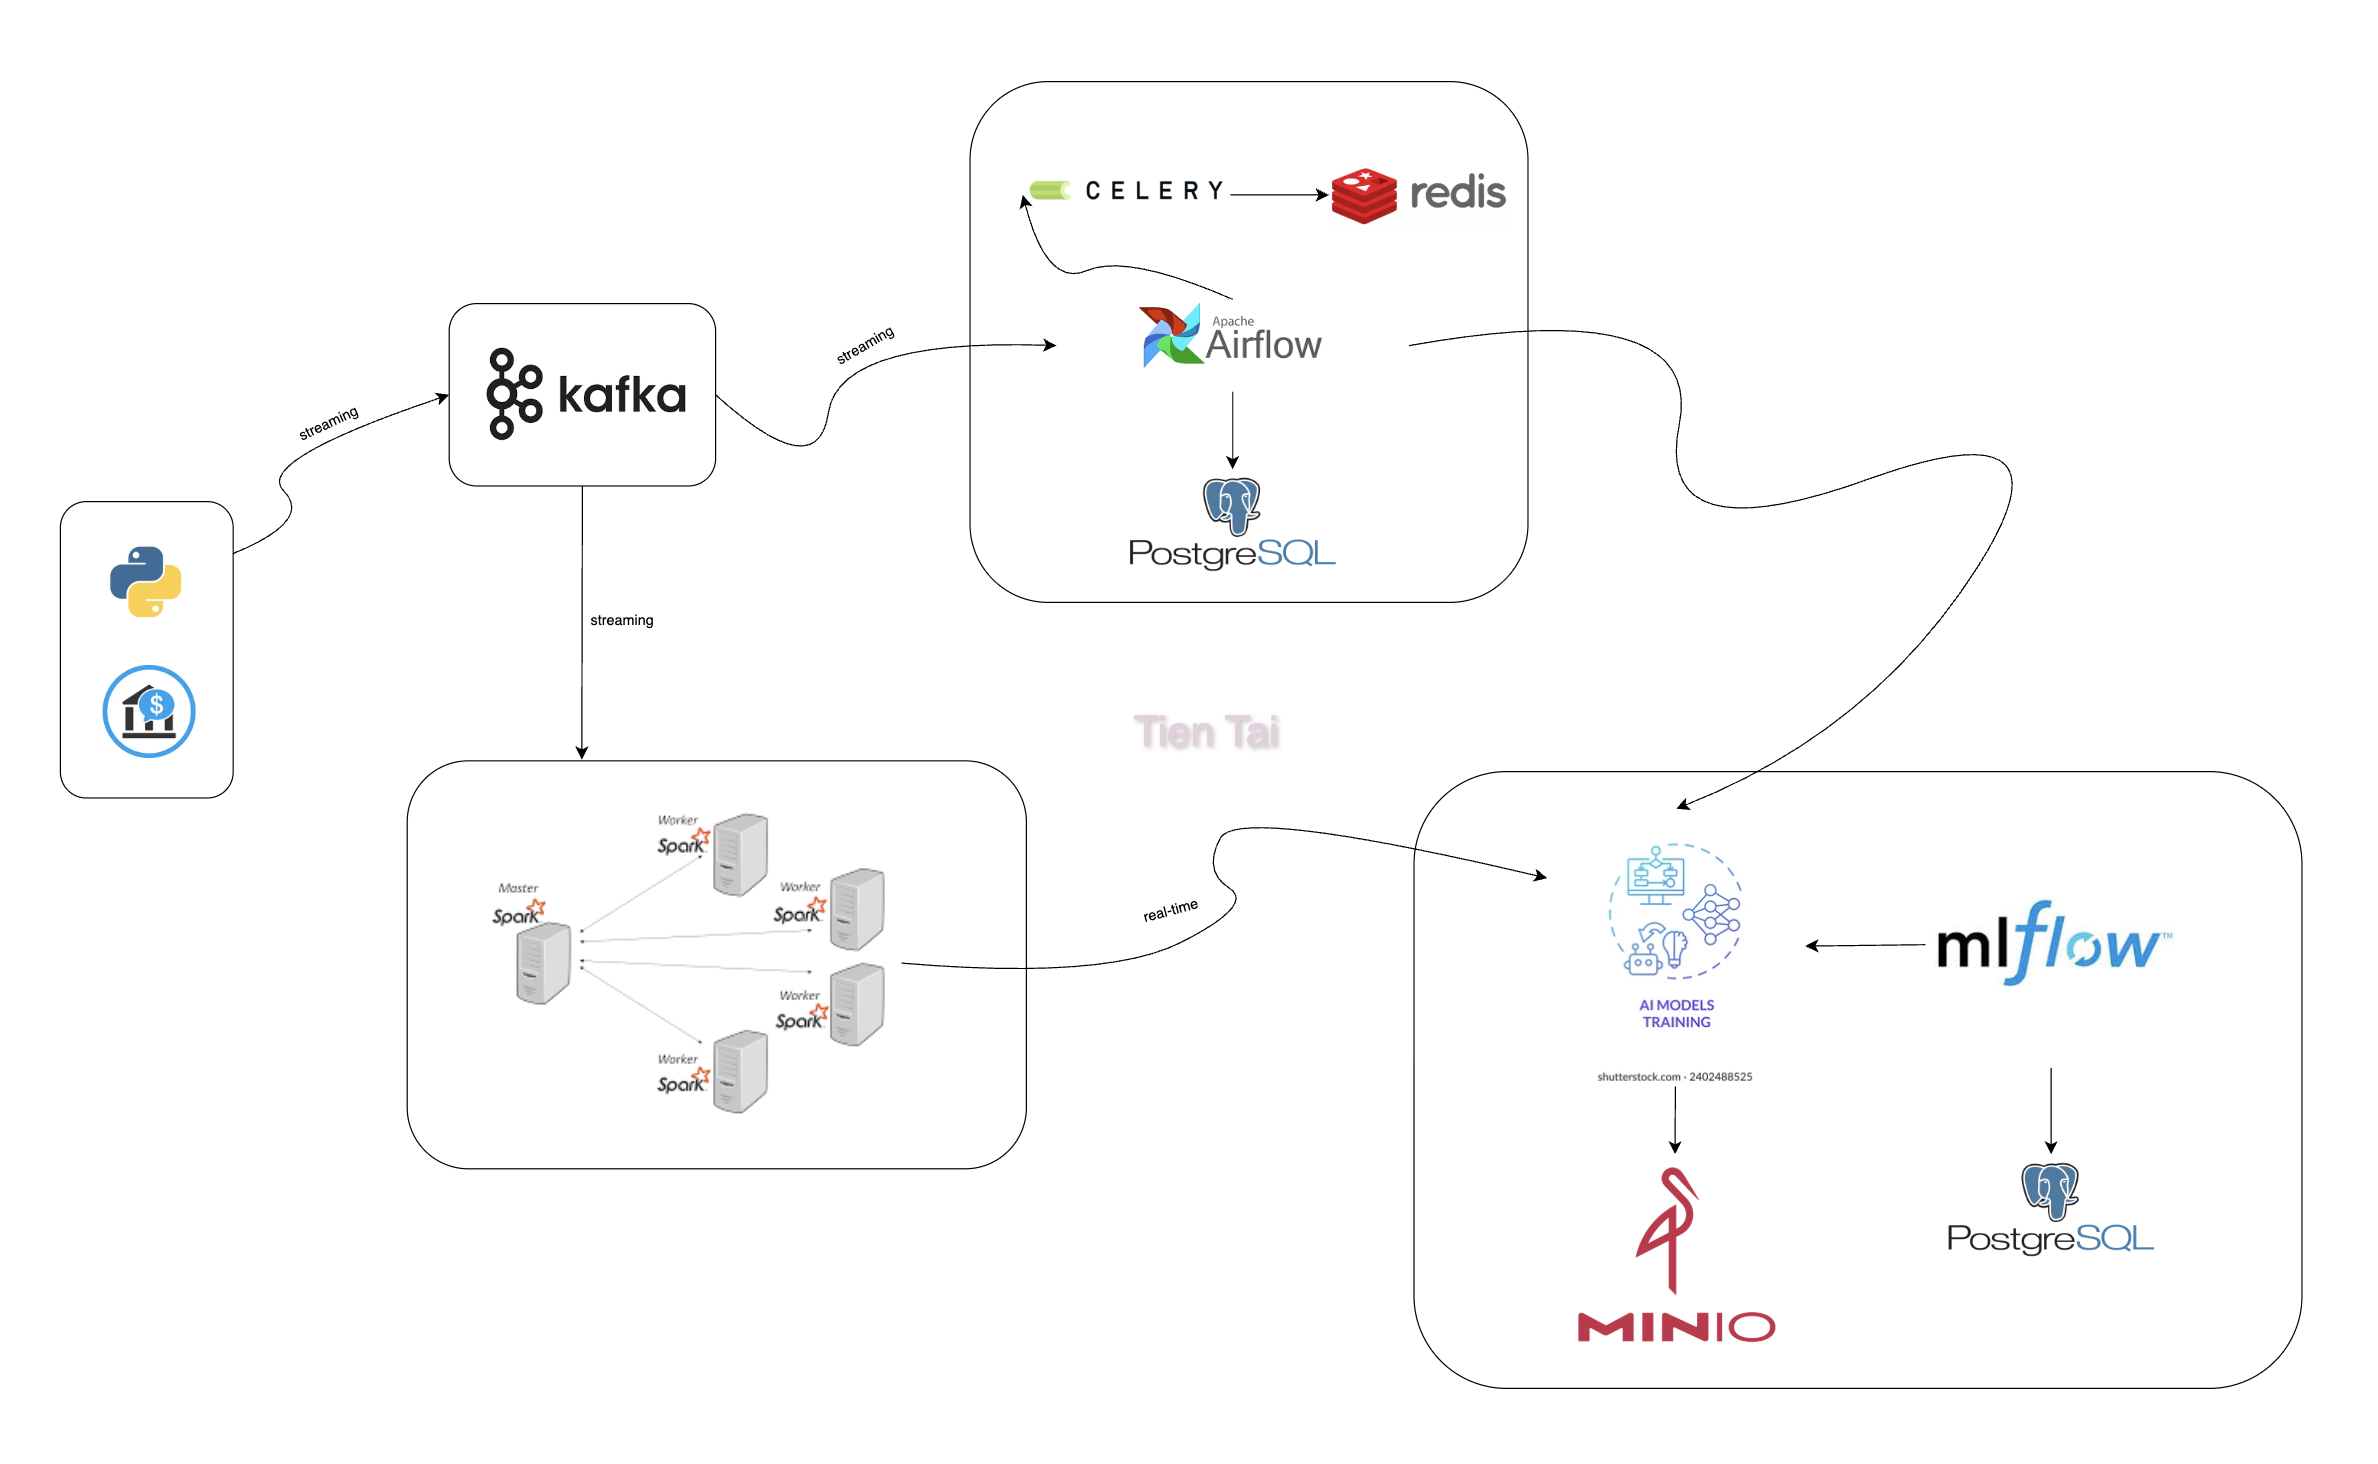 CELERY
redis
Apache
Airflow
streaming
kafka
streaming
PostgreSQL
streaming
Tien Tai
Worker
Spark
Worker
Spark
Master
Spark
real-time
Worker
Spark
Worker
Spark
mlflow™
AI MODELS
TRAINING
shutterstock.com · 2402488525
PostgreSQL
MINIO